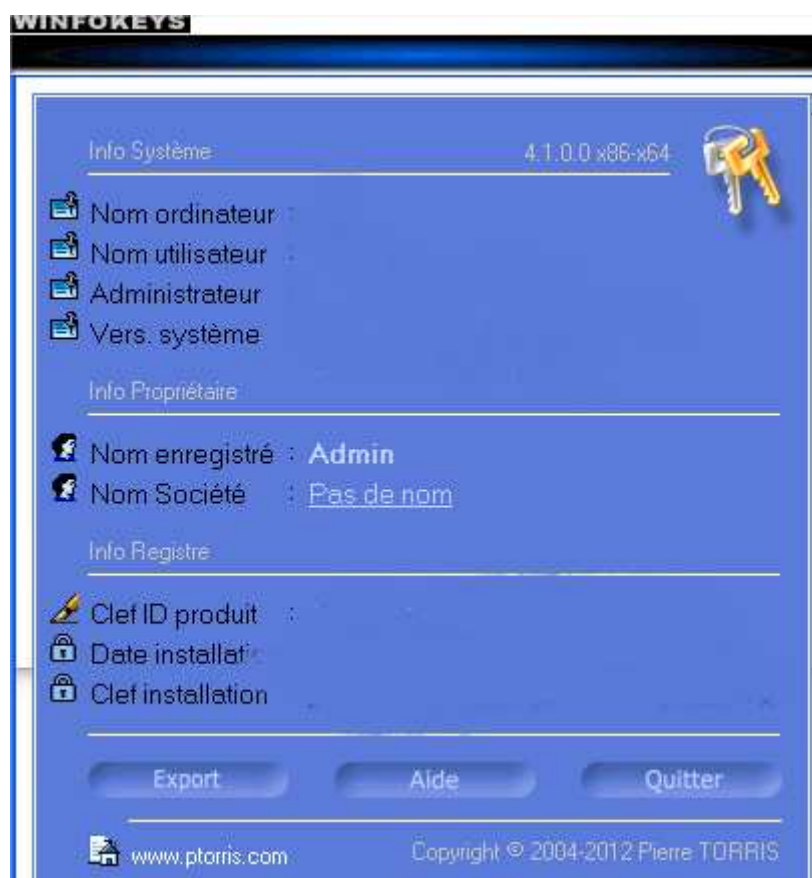 WINFOKEYS
Info Système 4.1.0.0 x86-x64
Nom ordinateur :
Nom utilisateur :
Administrateur
Vers. système
Info Propriétaire
Nom enregistré : Admin
Nom Société : Pas de nom
Info Registre
Clef ID produit :
Date installati
Clef installation
Export Aide Quitter
www.ptorris.com Copyright © 2004-2012 Pierre TORRIS